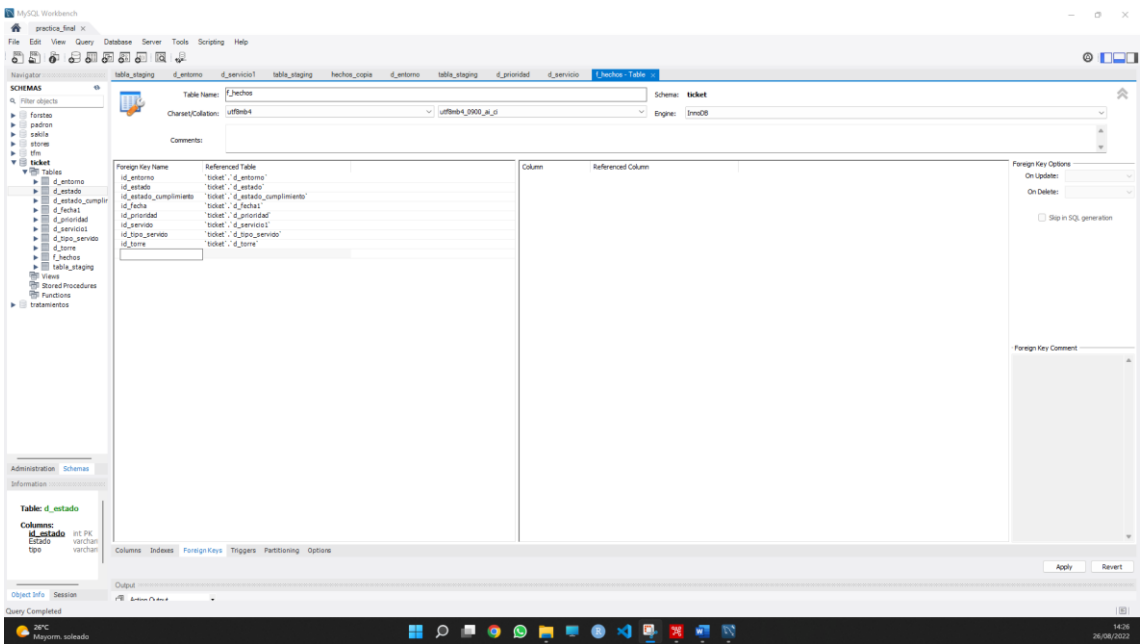 MySQL Workbench
practica_final ×
File Edit View Query Database Server Tools Scripting Help
Navigator
tabla_staging d_entorno d_servicio1 tabla_staging hechos_copia d_entorno tabla_staging d_prioridad d_servicio f_hechos - Table ×
SCHEMAS
Filter objects
forstao
padron
sakila
stores
tfm
ticket
Tables
d_entorno
d_estado
d_estado_cumplir
d_fecha1
d_prioridad
d_servicio1
d_tipo_servicio
d_torre
f_hechos
tabla_staging
Views
Stored Procedures
Functions
tratamientos
Administration Schemas
Information
Table: d_estado
Columns:
id_estado int PK
Estado varchar
tipo varchar
Object Info Session
Table Name: f_hechos Schema: ticket
Charset/Collation: utf8mb4 utf8mb4_0900_ai_ci Engine: InnoDB
Comments:
Foreign Key Name Referenced Table
id_entorno `ticket`.`d_entorno`
id_estado `ticket`.`d_estado`
id_estado_cumplimiento `ticket`.`d_estado_cumplimiento`
id_fecha `ticket`.`d_fecha1`
id_prioridad `ticket`.`d_prioridad`
id_servicio `ticket`.`d_servicio1`
id_tipo_servicio `ticket`.`d_tipo_servicio`
id_torre `ticket`.`d_torre`
Column Referenced Column
Foreign Key Options
On Update:
On Delete:
Skip in SQL generation
Foreign Key Comment
Columns Indexes Foreign Keys Triggers Partitioning Options
Apply Revert
Output
Action Output
Query Completed
26°C
Mayorm. soleado
14:26
26/08/2022